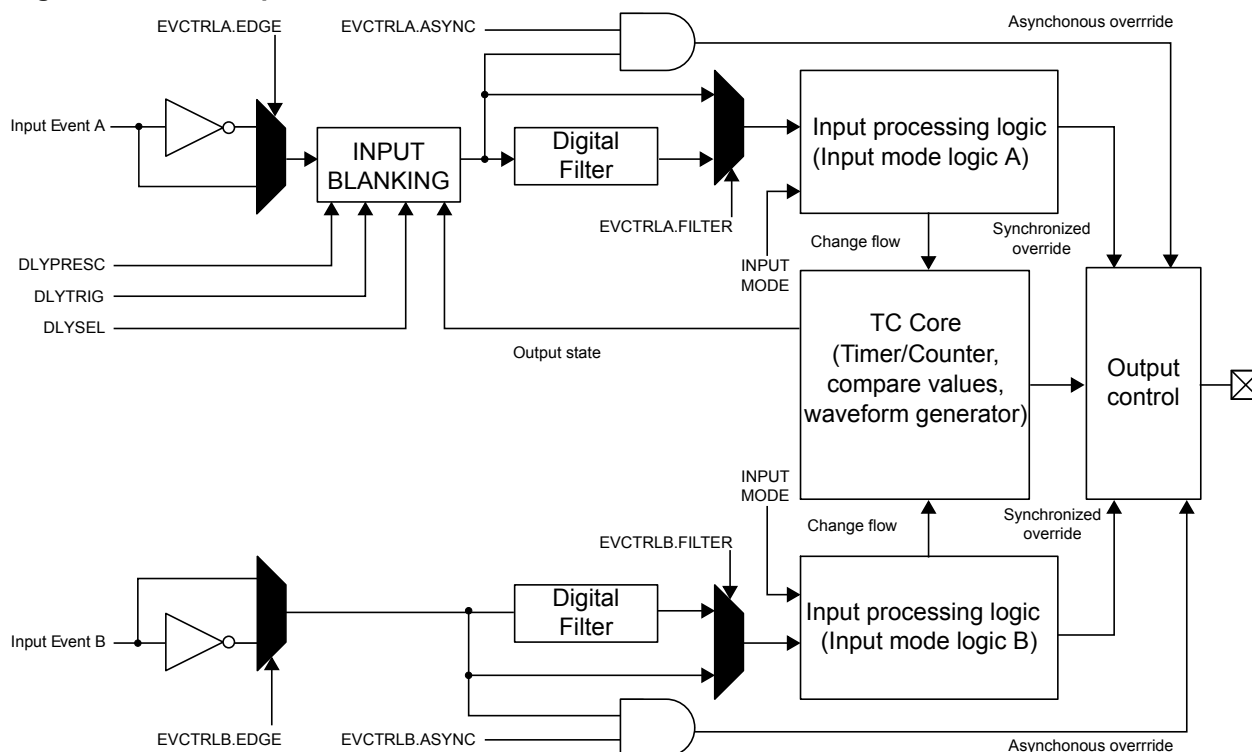 EVCTRLA.EDGE
EVCTRLA.ASYNC
Asynchonous overrride
Input Event A
INPUT
BLANKING
Digital
Filter
Input processing logic
(Input mode logic A)
EVCTRLA.FILTER
Change flow
Synchronized
override
INPUT
MODE
DLYPRESC
DLYTRIG
DLYSEL
Output state
TC Core
(Timer/Counter,
compare values,
waveform generator)
Output
control
INPUT
MODE
Change flow
Synchronized
override
EVCTRLB.FILTER
Digital
Filter
Input processing logic
(Input mode logic B)
Input Event B
EVCTRLB.EDGE
EVCTRLB.ASYNC
Asynchonous overrride